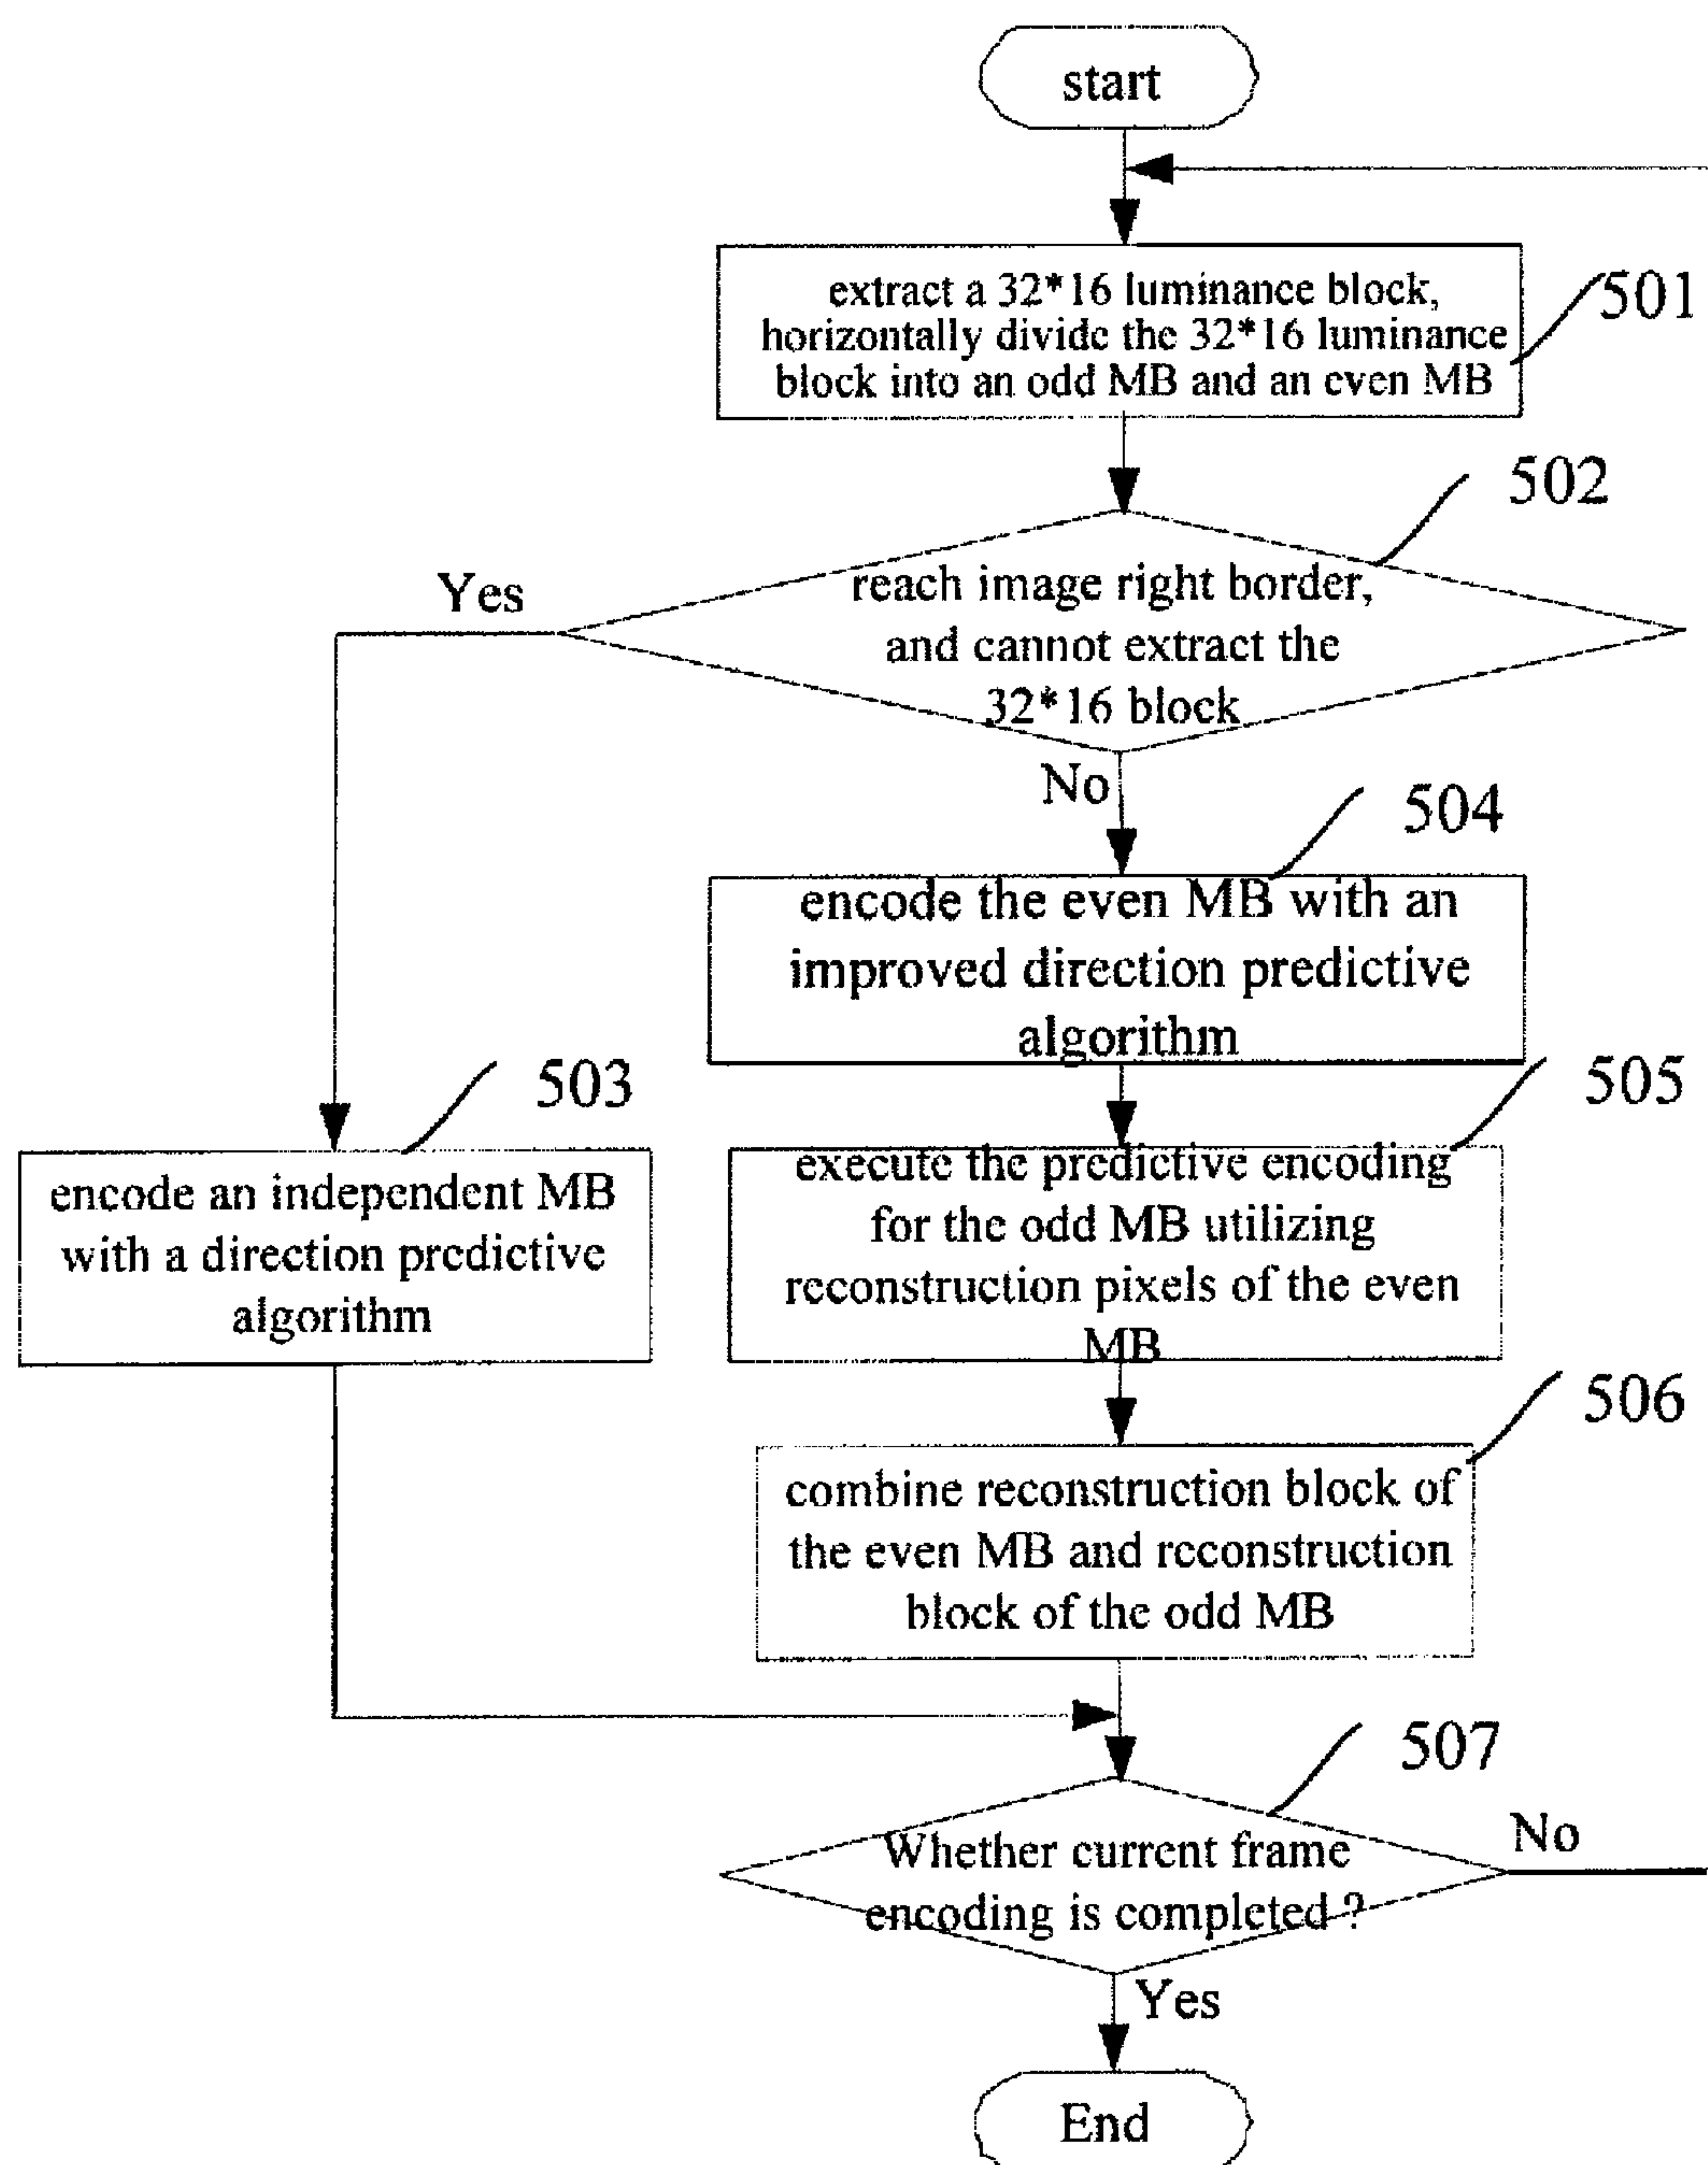 start
extract a 32*16 luminance block,
horizontally divide the 32*16 luminance
block into an odd MB and an even MB
501
502
reach image right border,
and cannot extract the
32*16 block
Yes
No
504
encode the even MB with an
improved direction predictive
algorithm
503
encode an independent MB
with a direction predictive
algorithm
505
execute the predictive encoding
for the odd MB utilizing
reconstruction pixels of the even
MB
506
combine reconstruction block of
the even MB and reconstruction
block of the odd MB
507
Whether current frame
encoding is completed ?
No
Yes
End